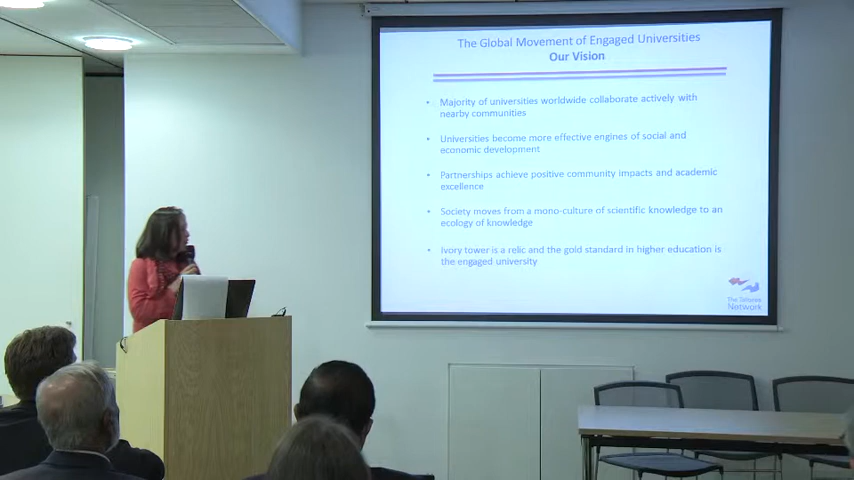 The Global Movement of Engaged Universities
Our Vision
• Majority of universities worldwide collaborate actively with
nearby communities
• Universities become more effective engines of social and
economic development
• Partnerships achieve positive community impacts and academic
excellence
• Society moves from a mono-culture of scientific knowledge to an
ecology of knowledge
• Ivory tower is a relic and the gold standard in higher education is
the engaged university
The Talloires
Network